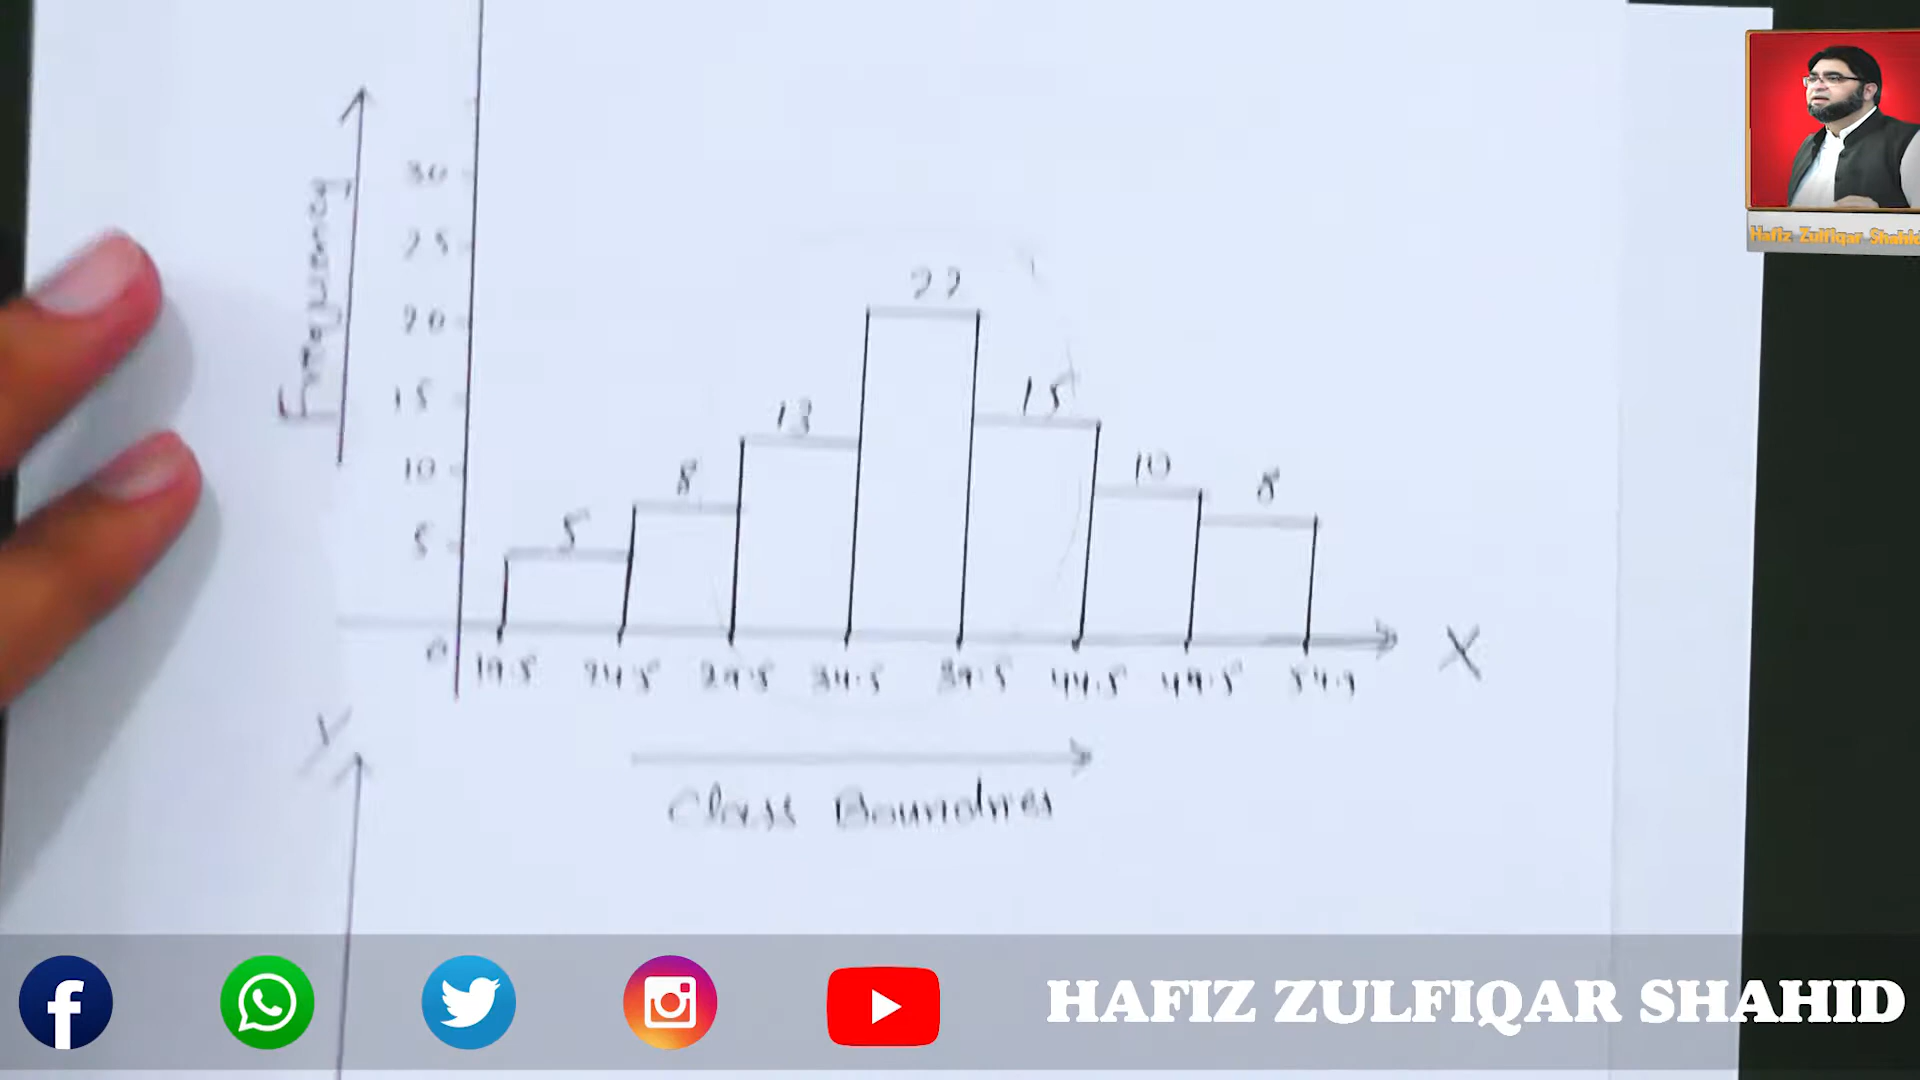 Hafiz Zulfiqar Shahid
Frequency
30
25
20
15
10
5
0
5
8
13
22
15
10
8
19.5 24.5 29.5 34.5 39.5 44.5 49.5 54.5
X
Class Boundries
Y
HAFIZ ZULFIQAR SHAHID